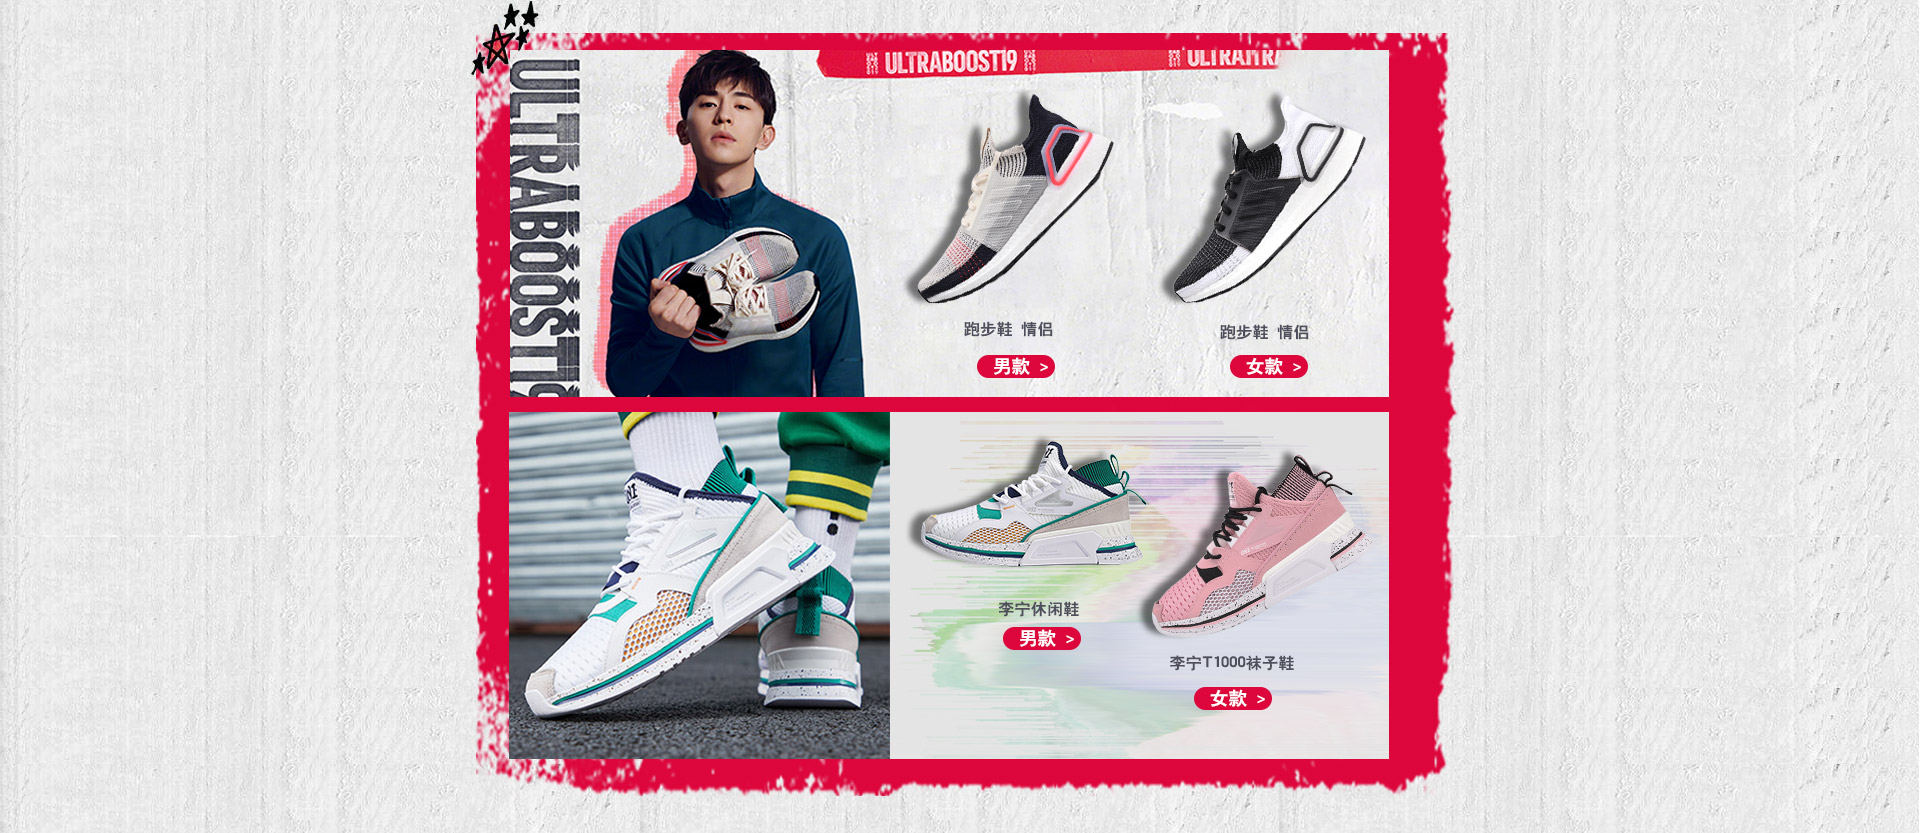 ULTRABOOST19
ULTRABOOST19
跑步鞋 情侣
男款 >
跑步鞋 情侣
女款 >
李宁休闲鞋
男款 >
李宁T1000袜子鞋
女款 >